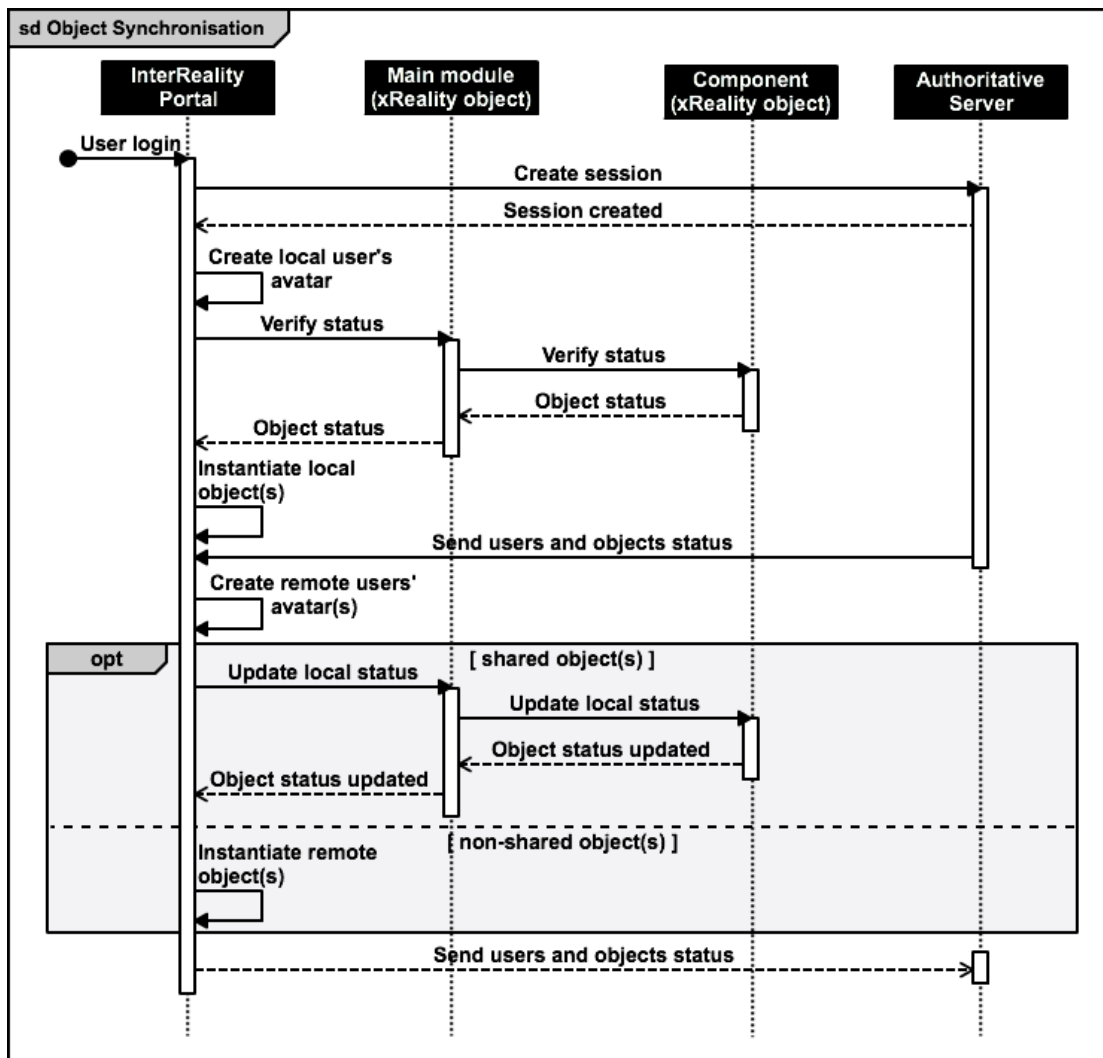 sd Object Synchronisation
InterReality
Portal
Main module
(xReality object)
Component
(xReality object)
Authoritative
Server
User login
Create session
Session created
Create local user's
avatar
Verify status
Verify status
Object status
Object status
Instantiate local
object(s)
Send users and objects status
Create remote users'
avatar(s)
opt
[ shared object(s) ]
Update local status
Update local status
Object status updated
Object status updated
[ non-shared object(s) ]
Instantiate remote
object(s)
Send users and objects status